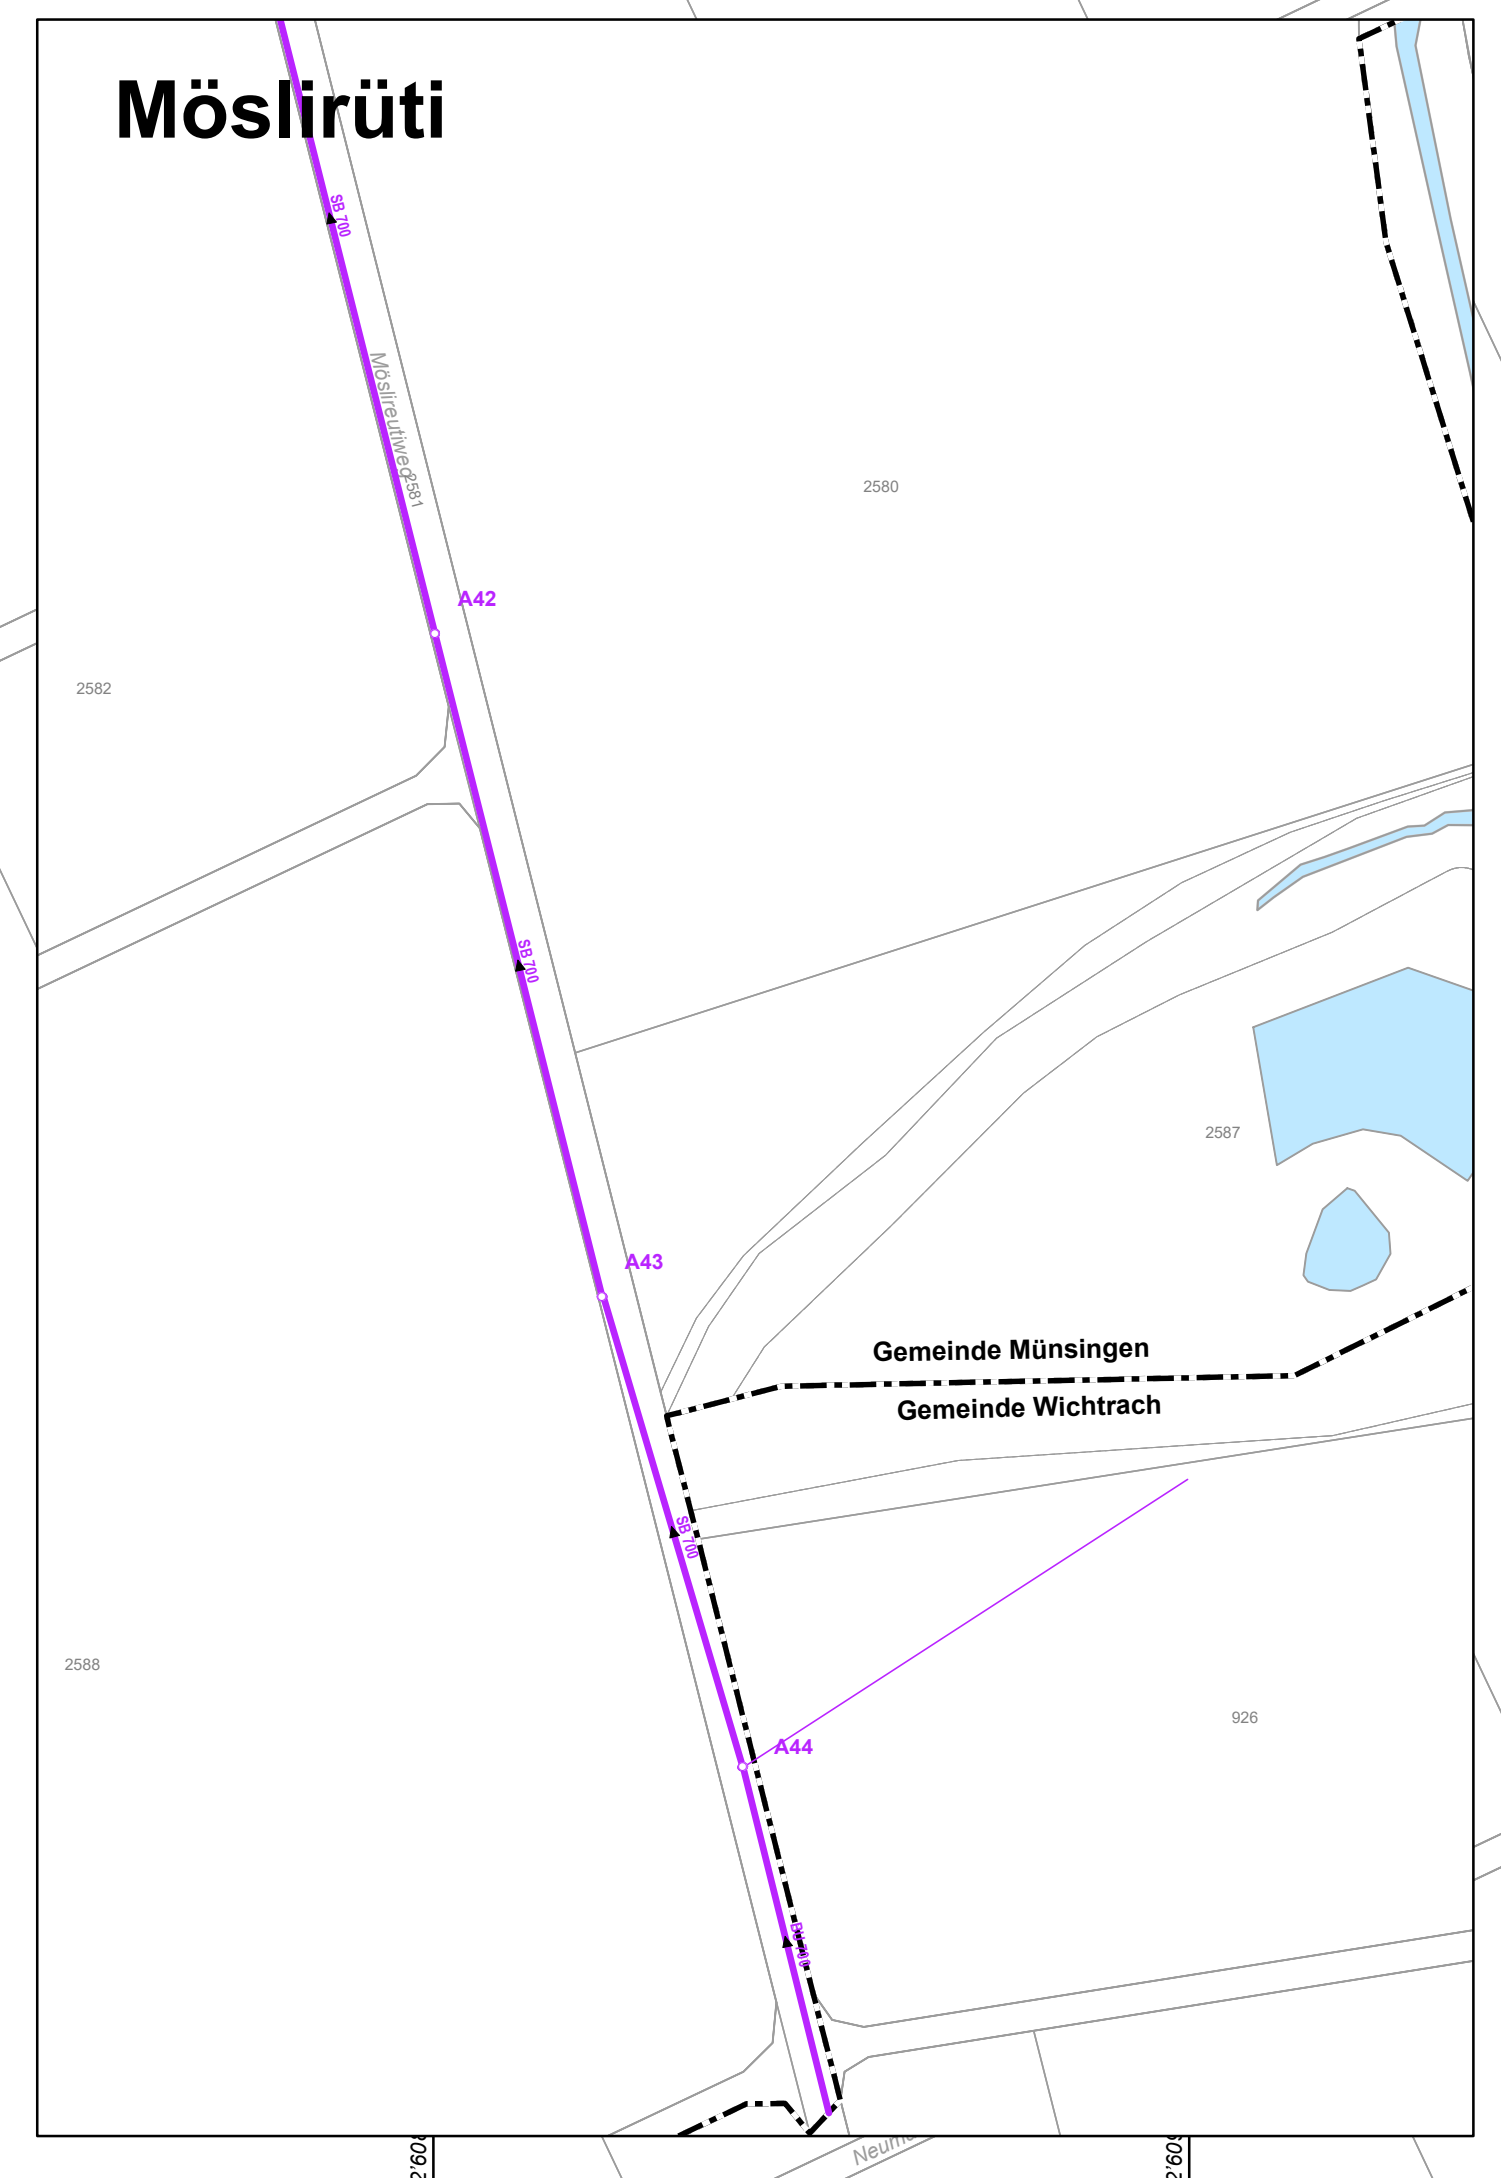 Möslirüti
SB 700
Möslireutiweg
2581
2580
A42
2582
SB 700
2587
A43
Gemeinde Münsingen
Gemeinde Wichtrach
SB 700
2588
926
A44
700